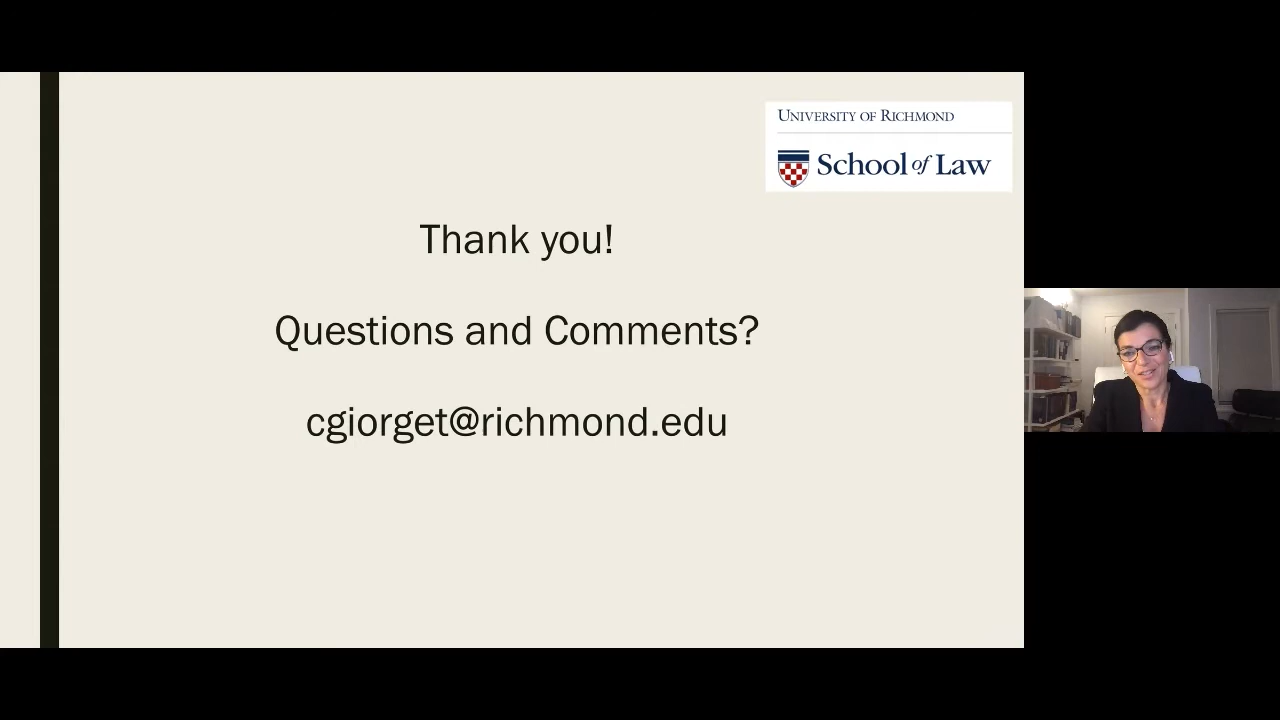 UNIVERSITY OF RICHMOND
School of Law
Thank you!
Questions and Comments?
cgiorget@richmond.edu